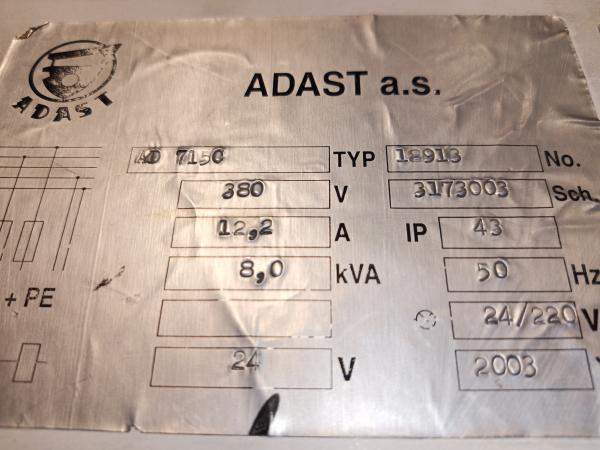 ADAST
ADAST a.s.
AD 715C TYP 18913 No.
380 V 3173003 Sch.
12,2 A IP 43
8,0 kVA 50 Hz
+ PE
24/220 V
24 V 2003